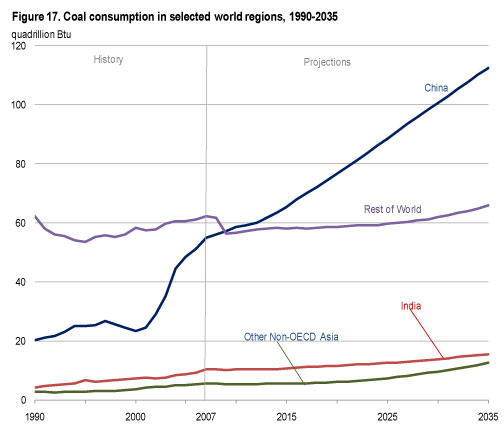 Figure 17. Coal consumption in selected world regions, 1990-2035
quadrillion Btu
History
Projections
120
100
80
60
40
20
0
China
Rest of World
India
Other Non-OECD Asia
1990
2000
2007
2015
2025
2035